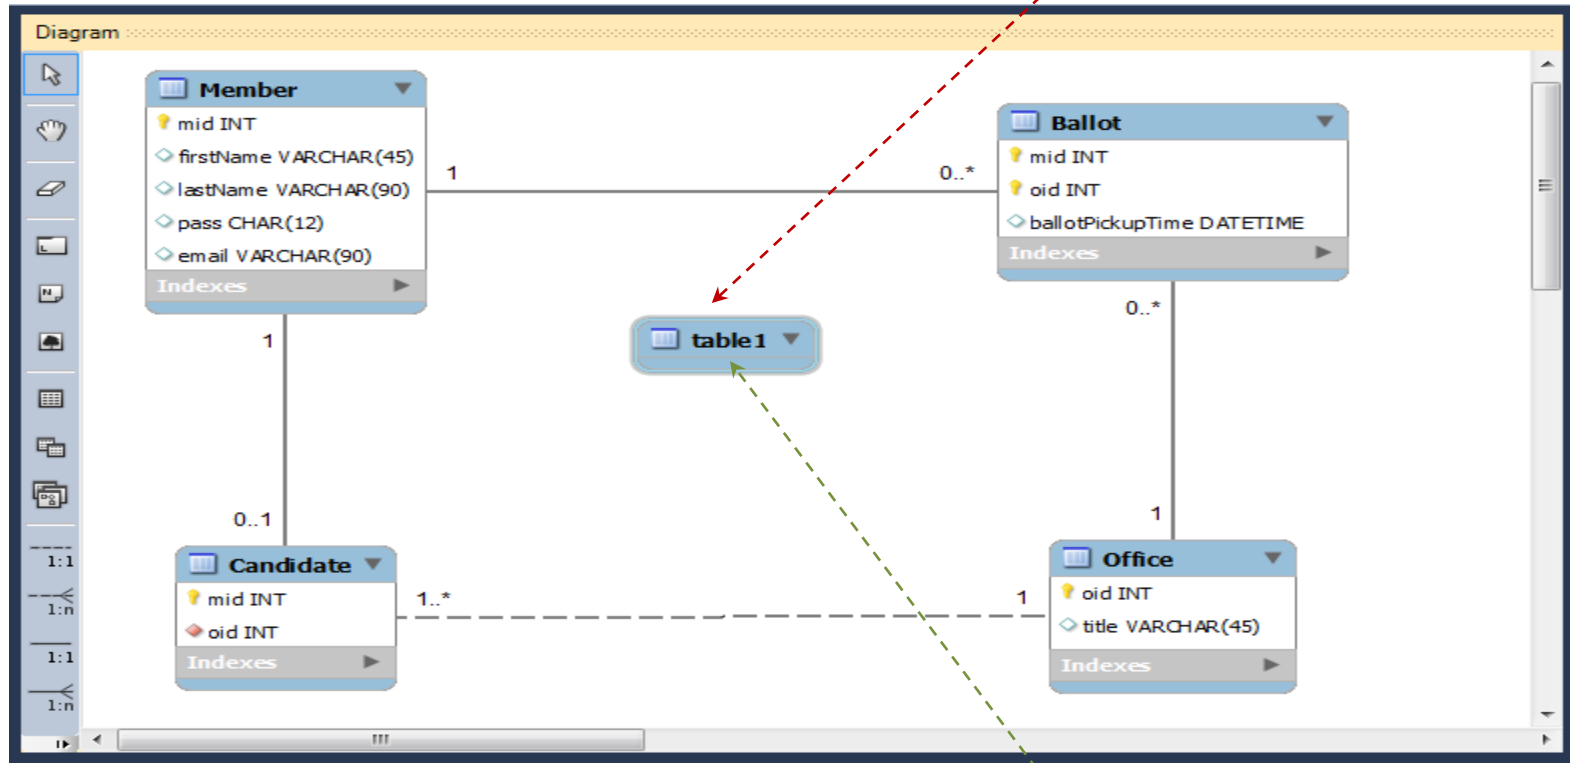 Diagram
Member
mid INT
firstName VARCHAR(45)
lastName VARCHAR(90)
pass CHAR(12)
email VARCHAR(90)
Indexes
1
0..*
Ballot
mid INT
oid INT
ballotPickupTime DATETIME
Indexes
1
0..*
table1
0..1
1
Candidate
mid INT
oid INT
Indexes
1..*
1
Office
oid INT
title VARCHAR(45)
Indexes
1:1
1:n
1:1
1:n